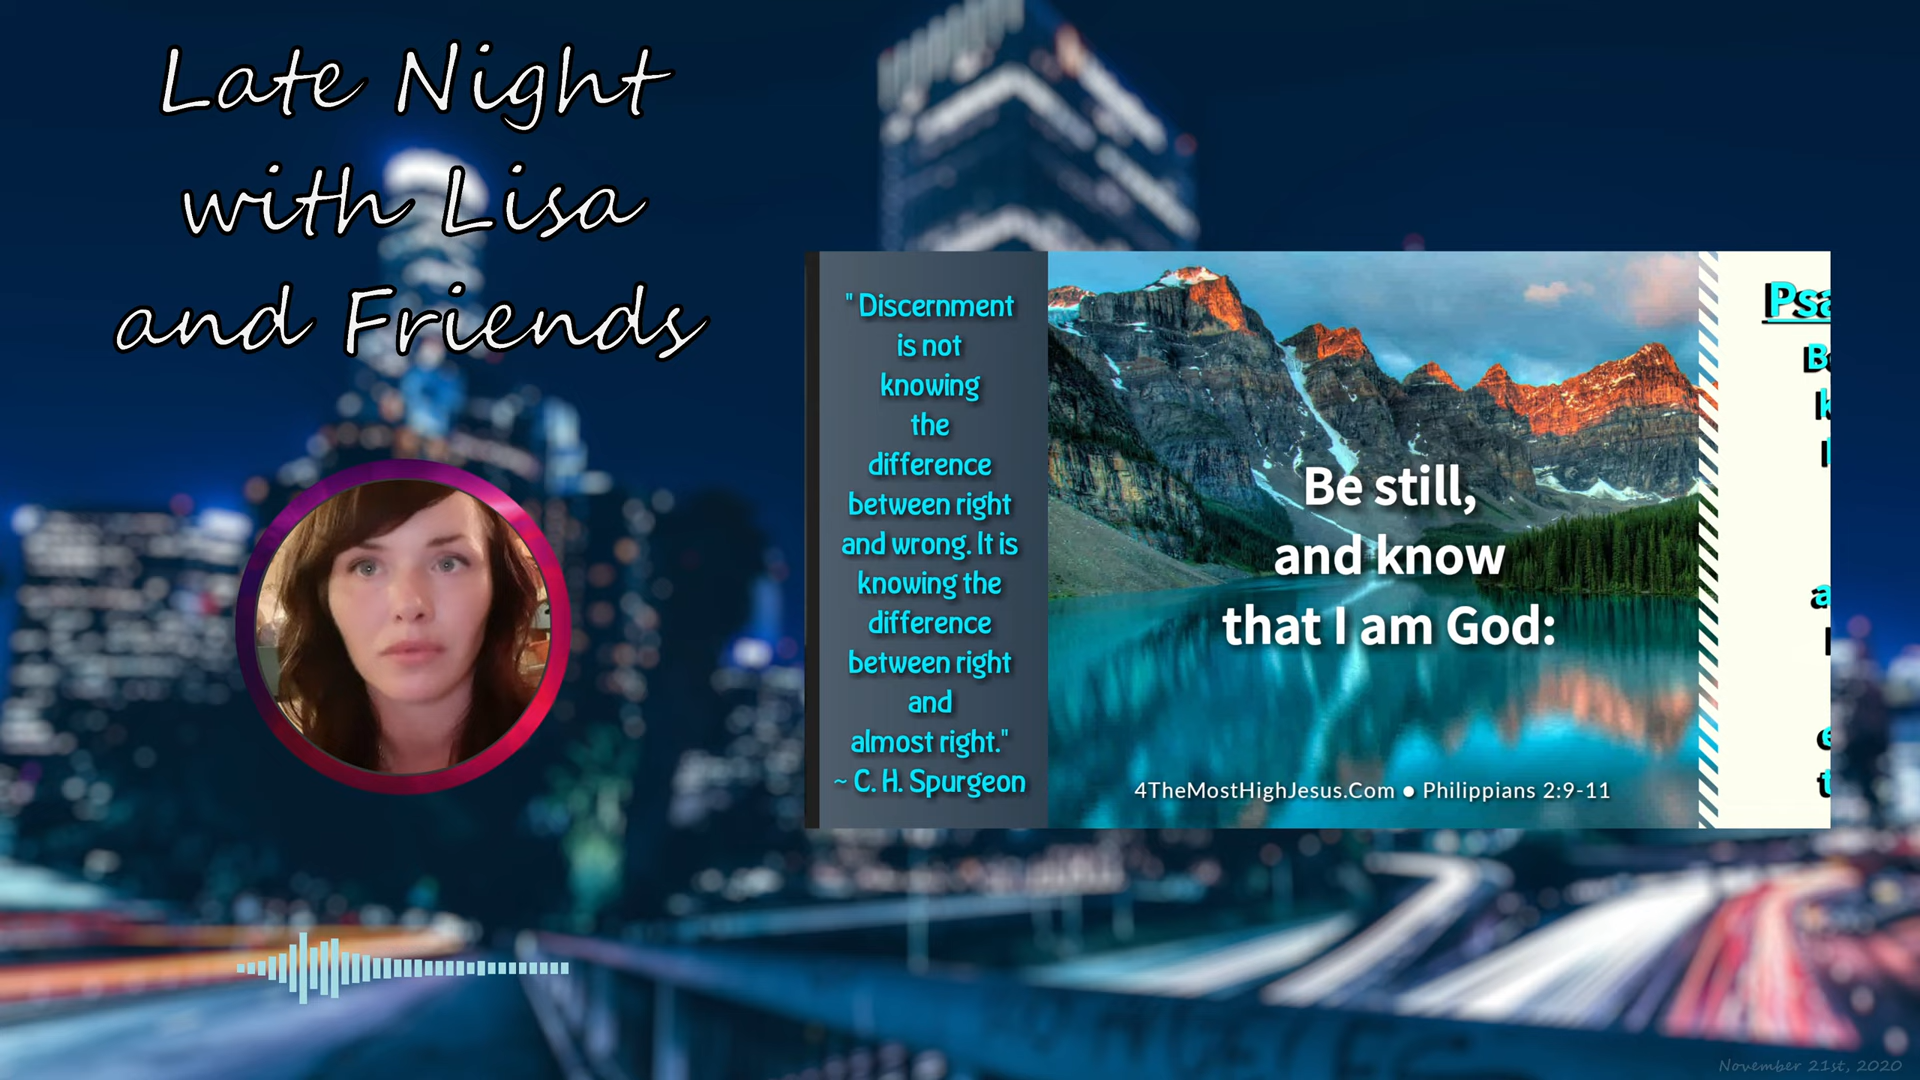 Late Night
with Lisa
and Friends
" Discernment
is not
knowing
the
difference
between right
and wrong. It is
knowing the
difference
between right
and
almost right."
~ C. H. Spurgeon
Be still,
and know
that I am God:
4TheMostHighJesus.Com ● Philippians 2:9-11
November 21st, 2020